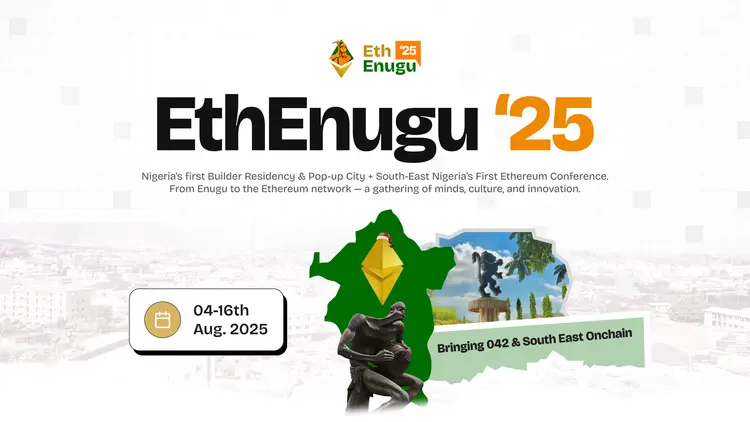 Eth '25
Enugu
EthEnugu ‘25
Nigeria’s first Builder Residency & Pop-up City + South-East Nigeria’s First Ethereum Conference.
From Enugu to the Ethereum network — a gathering of minds, culture, and innovation.
04-16th
Aug. 2025
Bringing 042 & South East Onchain